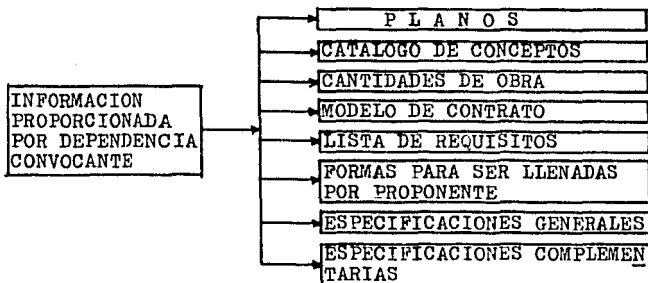 INFORMACION
PROPORCIONADA
POR DEPENDENCIA
CONVOCANTE
P L A N O S
CATALOGO DE CONCEPTOS
CANTIDADES DE OBRA
MODELO DE CONTRATO
LISTA DE REQUISITOS
FORMAS PARA SER LLENADAS
POR PROPONENTE
ESPECIFICACIONES GENERALES
ESPECIFICACIONES COMPLEMEN
TARIAS